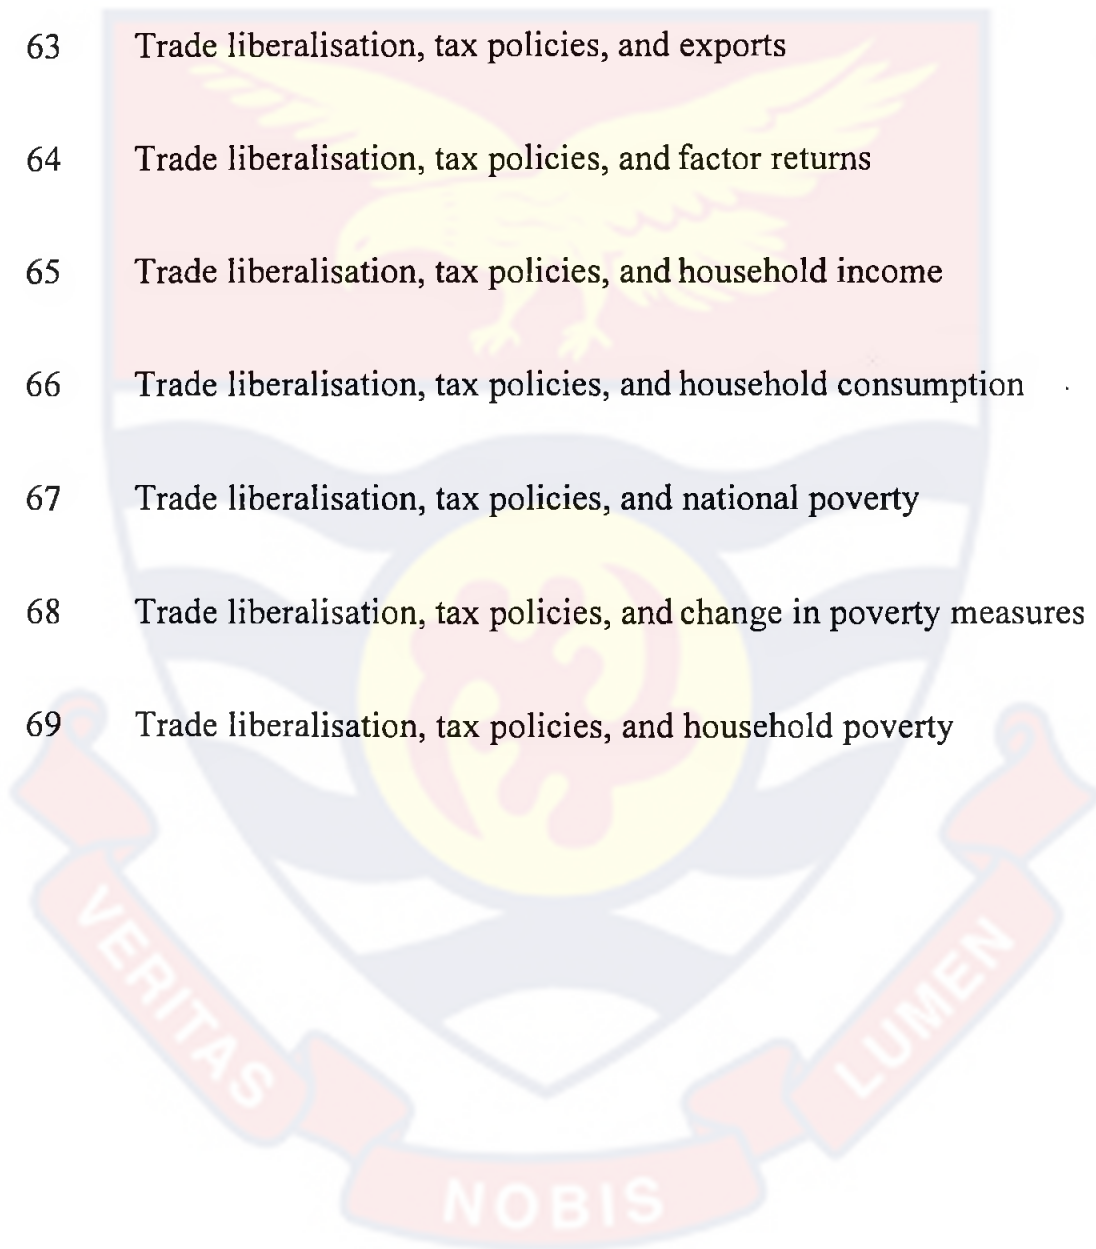 63 Trade liberalisation, tax policies, and exports
64 Trade liberalisation, tax policies, and factor returns
65 Trade liberalisation, tax policies, and household income
66 Trade liberalisation, tax policies, and household consumption
67 Trade liberalisation, tax policies, and national poverty
68 Trade liberalisation, tax policies, and change in poverty measures
69 Trade liberalisation, tax policies, and household poverty
VERITAS
NOBIS
LUMEN